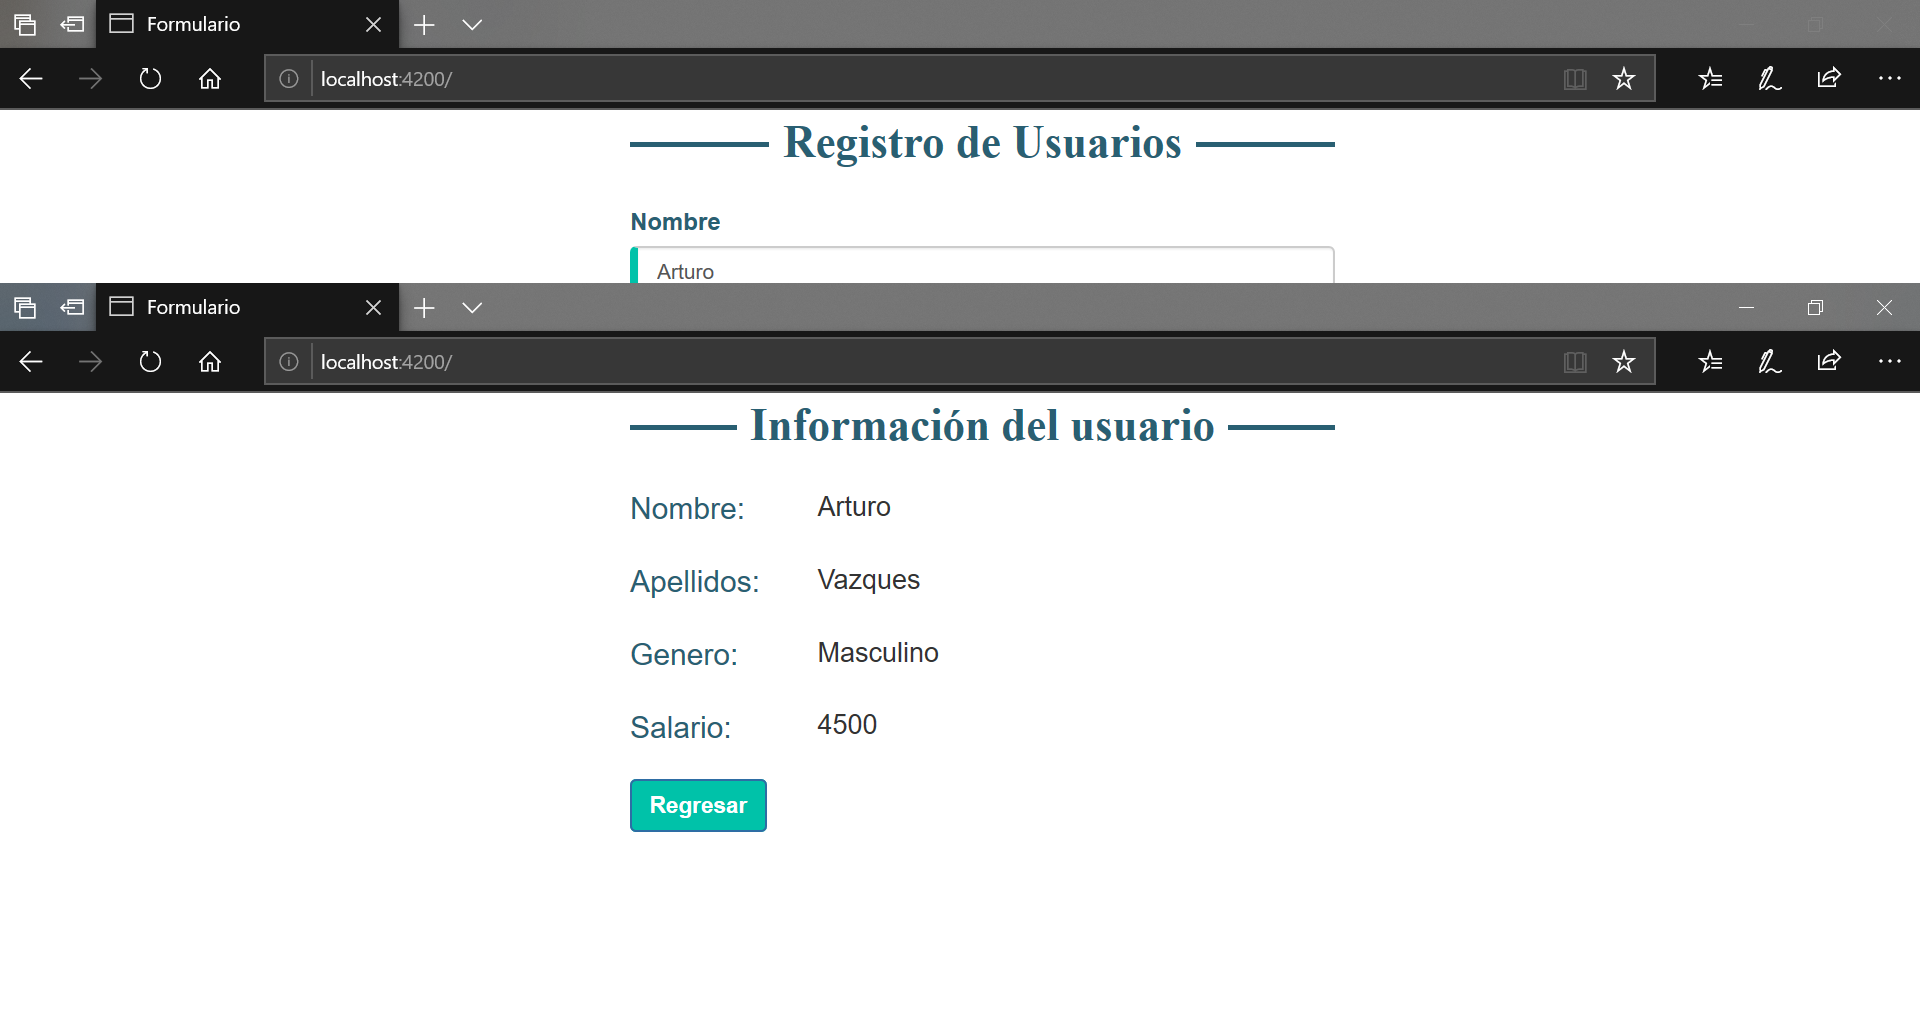 Formulario
localhost:4200/
Registro de Usuarios
Nombre
Arturo
Formulario
localhost:4200/
Información del usuario
Nombre: Arturo
Apellidos: Vazques
Genero: Masculino
Salario: 4500
Regresar